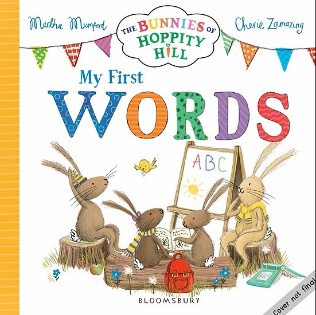 Martha Mumford
THE BUNNIES OF
HOPPITY
HILL
Cherie Zamazing
My First
WORDS
ABC
BLOOMSBURY
Cover not final